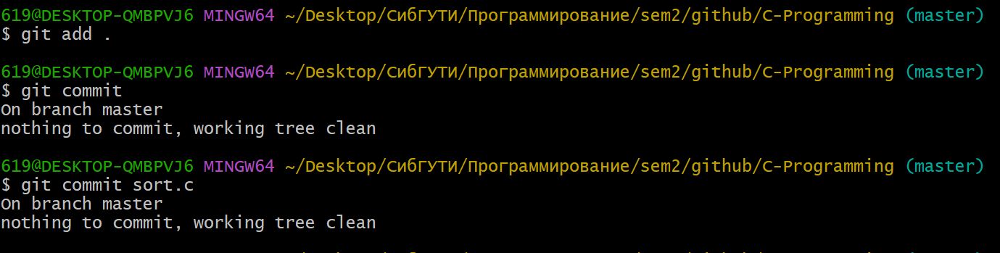 619@DESKTOP-QMBPVJ6 MINGW64 ~/Desktop/СибГУТИ/Программирование/sem2/github/C-Programming (master)
$ git add .
619@DESKTOP-QMBPVJ6 MINGW64 ~/Desktop/СибГУТИ/Программирование/sem2/github/C-Programming (master)
$ git commit
On branch master
nothing to commit, working tree clean
619@DESKTOP-QMBPVJ6 MINGW64 ~/Desktop/СибГУТИ/Программирование/sem2/github/C-Programming (master)
$ git commit sort.c
On branch master
nothing to commit, working tree clean